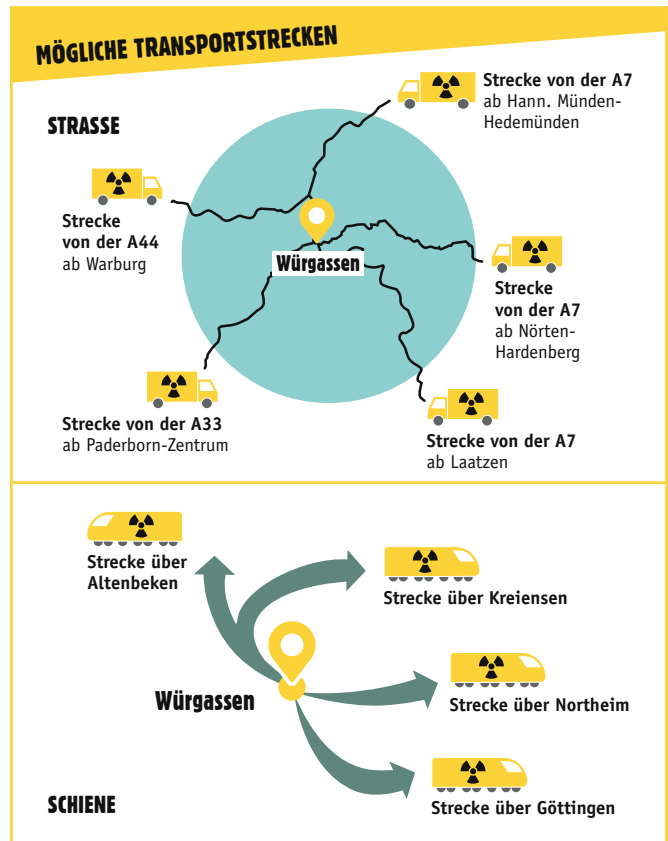 MÖGLICHE TRANSPORTSTRECKEN
STRASSE
Strecke von der A7
ab Hann. Münden-
Hedemünden
Strecke
von der A44
ab Warburg
Würgassen
Strecke
von der A7
ab Nörten-
Hardenberg
Strecke von der A33
ab Paderborn-Zentrum
Strecke von der A7
ab Laatzen
Strecke über
Altenbeken
Strecke über Kreiensen
Würgassen
Strecke über Northeim
Strecke über Göttingen
SCHIENE